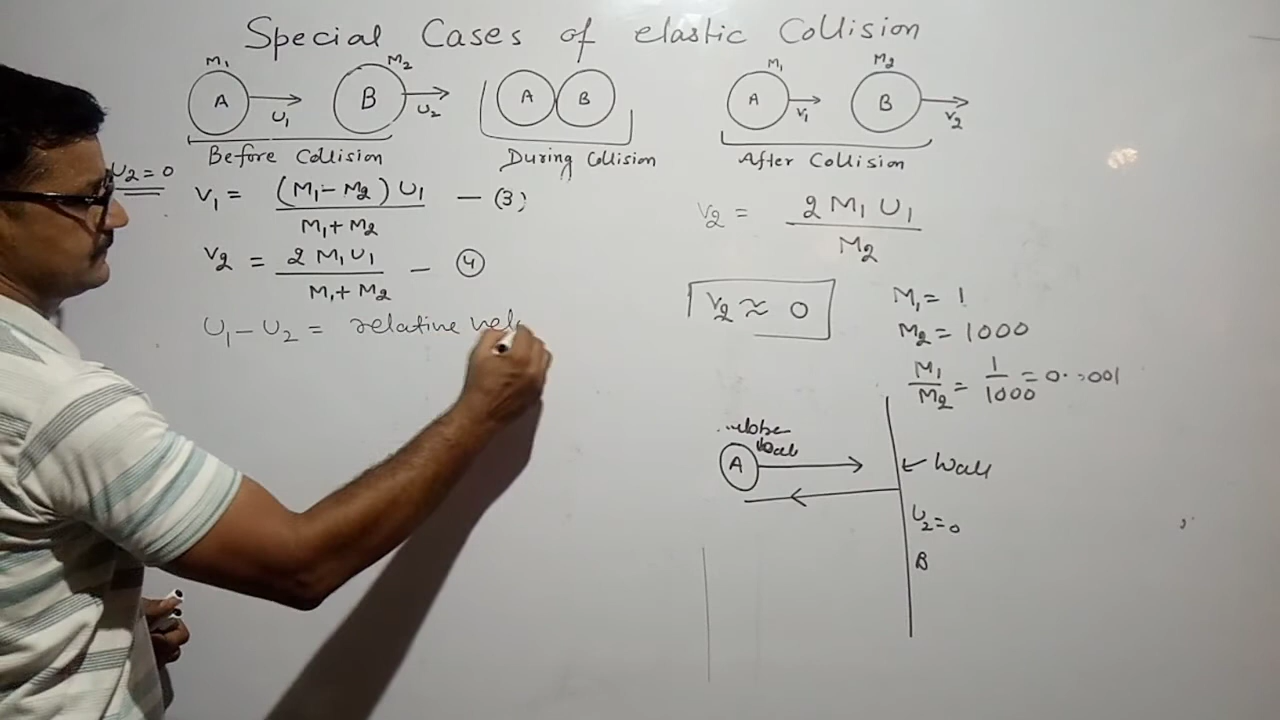 Special Cases of elastic Collision
M₁ M₂ M₁ M₂
A U₁ B U₂ A B A V₁ B V₂
Before Collision During Collision After Collision
U₂ = 0
V₁ = (M₁ - M₂) U₁ / M₁ + M₂ — (3)
V₂ = 2 M₁ U₁ / M₁ + M₂ — (4)
U₁ - U₂ = relative
V₂ = 2 M₁ U₁ / M₂
V₂ ≈ 0
M₁ = 1
M₂ = 1000
M₁ / M₂ = 1 / 1000 =
A
Wall
U₂ = 0
B